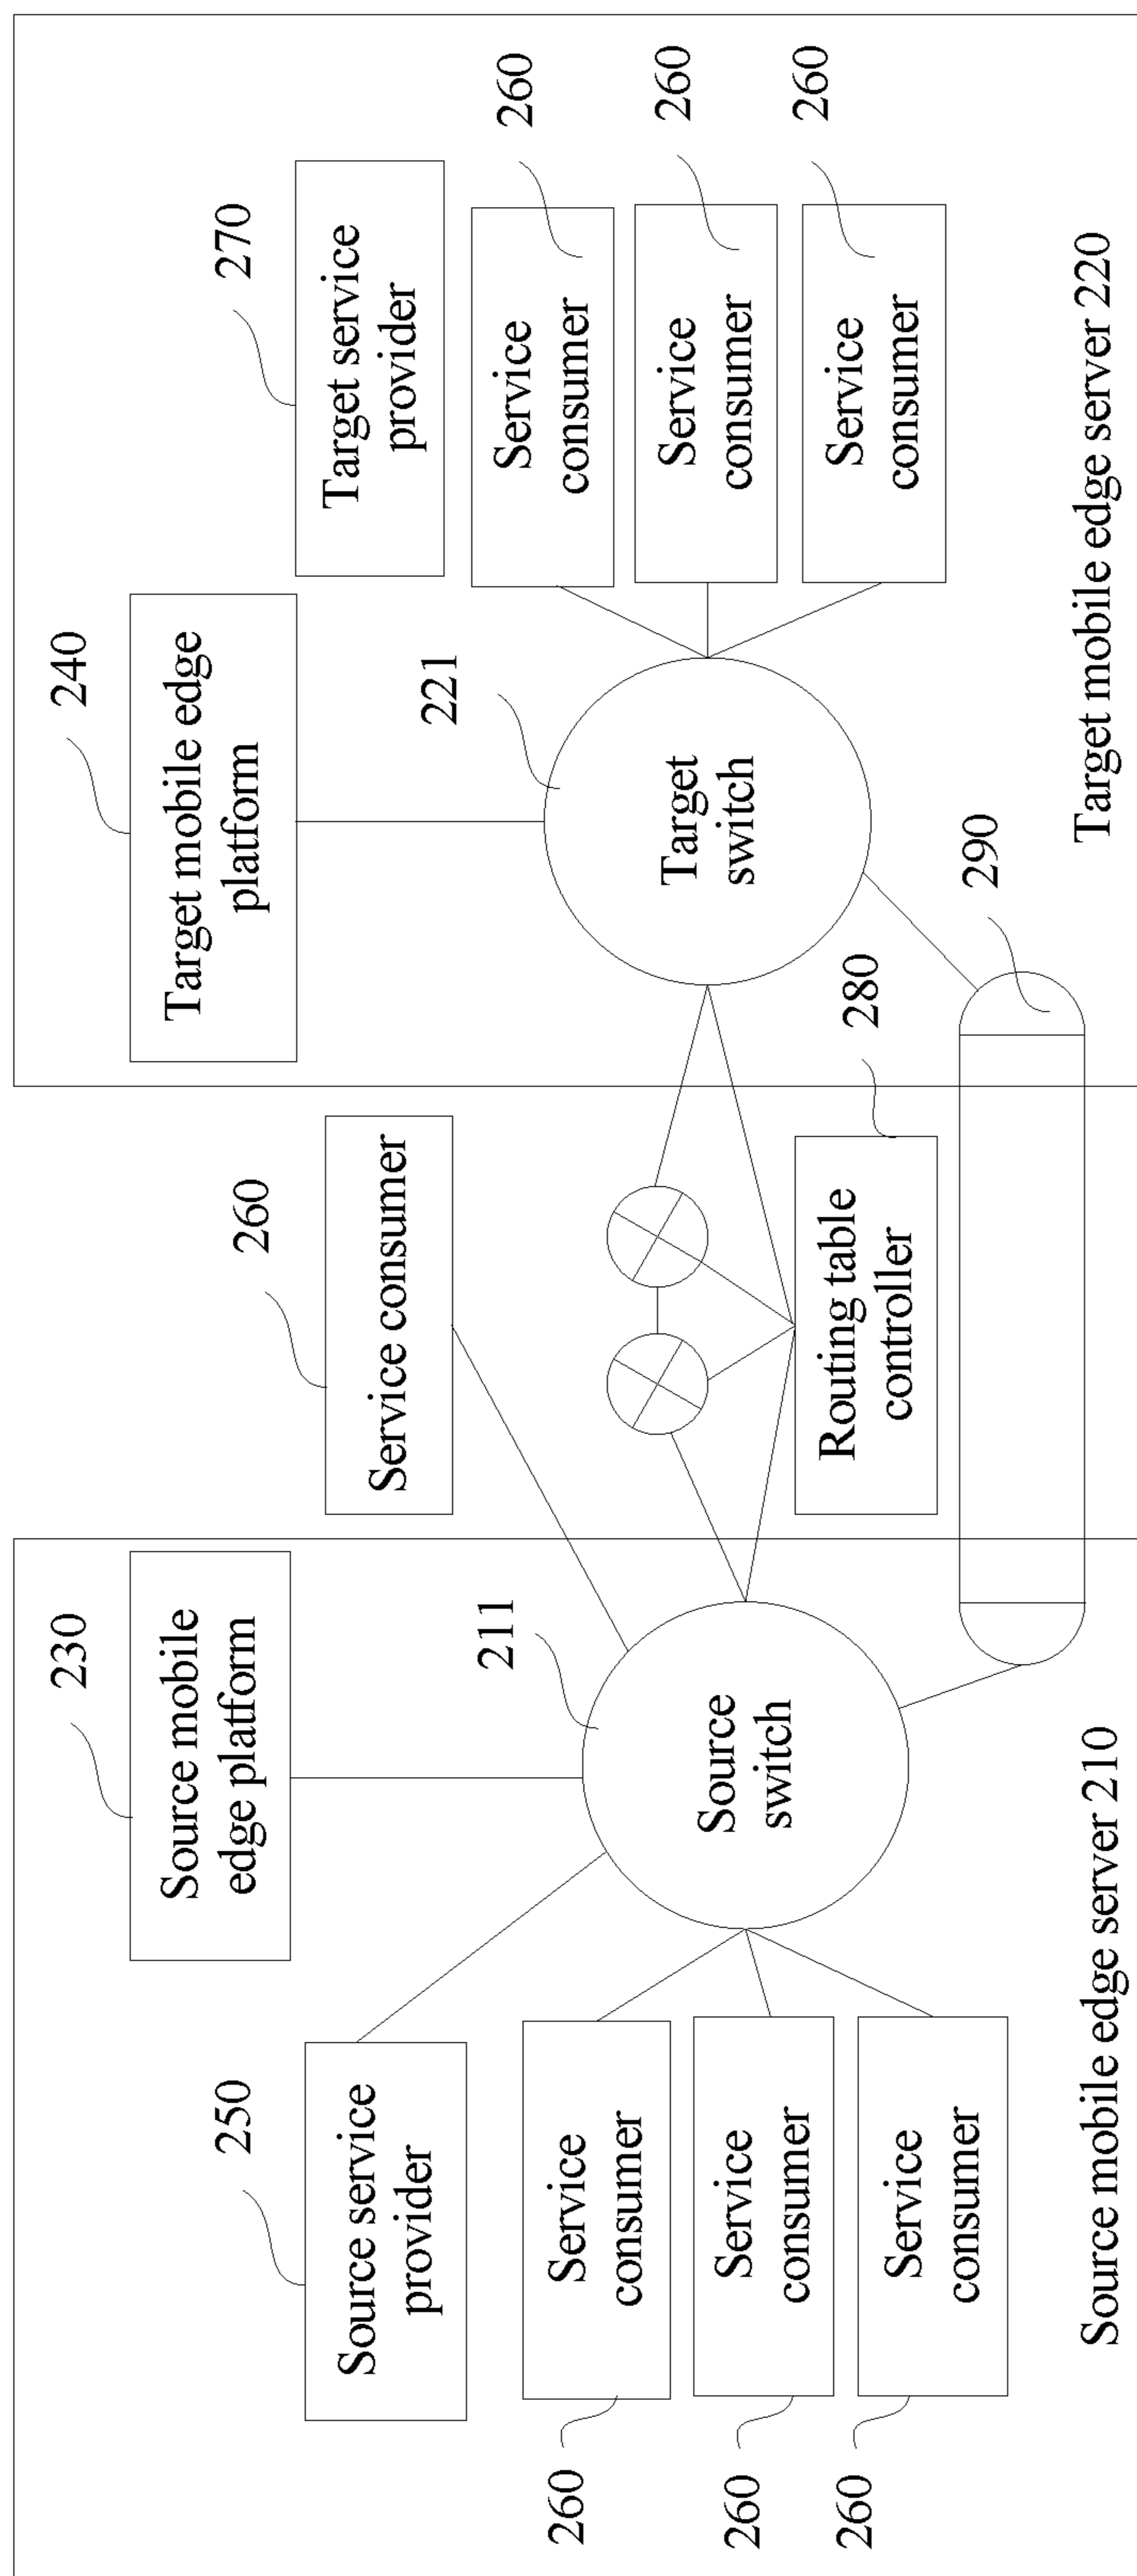 230
Source mobile
edge platform
250
Source service
provider
260
Service
consumer
260
Service
consumer
260
Service
consumer
211
Source
switch
Source mobile edge server 210
260
Service consumer
280
Routing table
controller
290
240
Target mobile edge
platform
270
Target service
provider
221
Target
switch
260
Service
consumer
260
Service
consumer
260
Service
consumer
Target mobile edge server 220